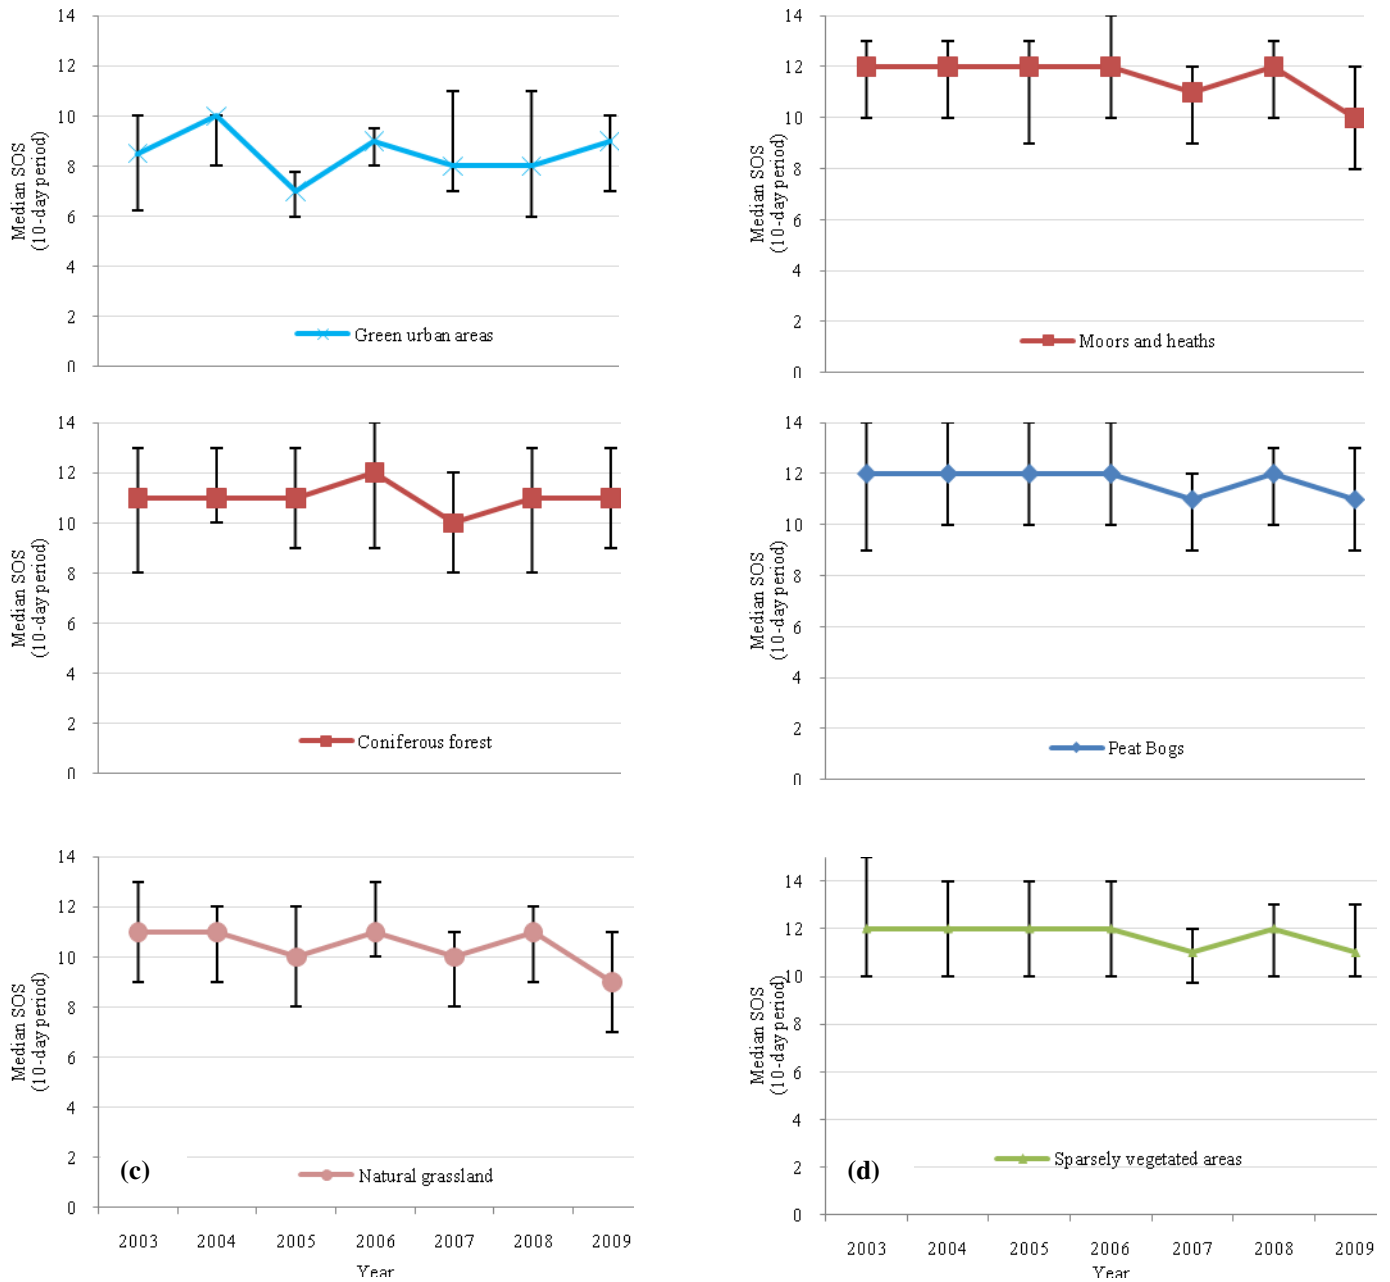 14
12
10
8
6
4
2
0
Median SOS
(10-day period)
Green urban areas
14
12
10
8
6
4
2
0
Median SOS
(10-day period)
Moors and heaths
14
12
10
8
6
4
2
0
Median SOS
(10-day period)
Coniferous forest
14
12
10
8
6
4
2
0
Median SOS
(10-day period)
Peat Bogs
14
12
10
8
6
4
2
0
Median SOS
(10-day period)
(c)
Natural grassland
2003 2004 2005 2006 2007 2008 2009
Year
14
12
10
8
6
4
2
0
Median SOS
(10-day period)
(d)
Sparsely vegetated areas
2003 2004 2005 2006 2007 2008 2009
Year